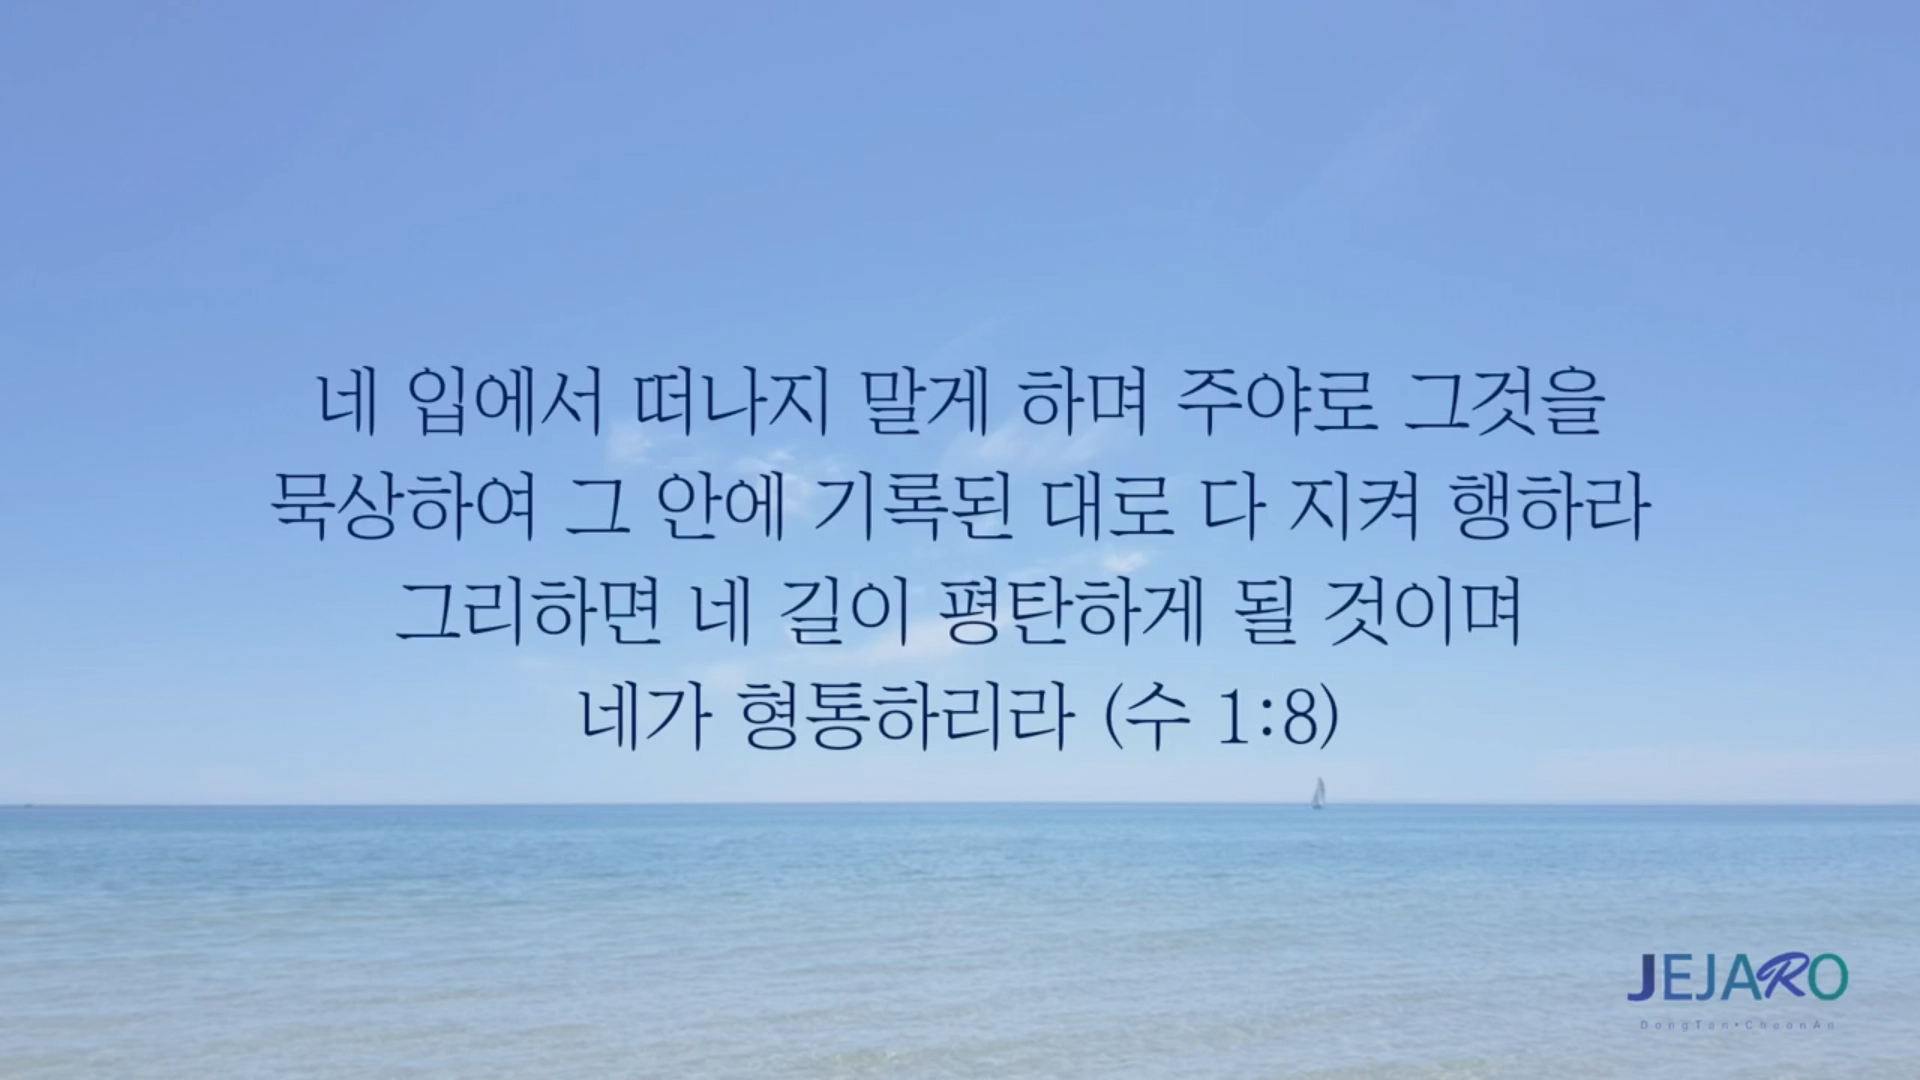 네 입에서 떠나지 말게 하며 주야로 그것을
묵상하여 그 안에 기록된 대로 다 지켜 행하라
그리하면 네 길이 평탄하게 될 것이며
네가 형통하리라 (수 1:8)
JEJARO
DongTan•CheonAn